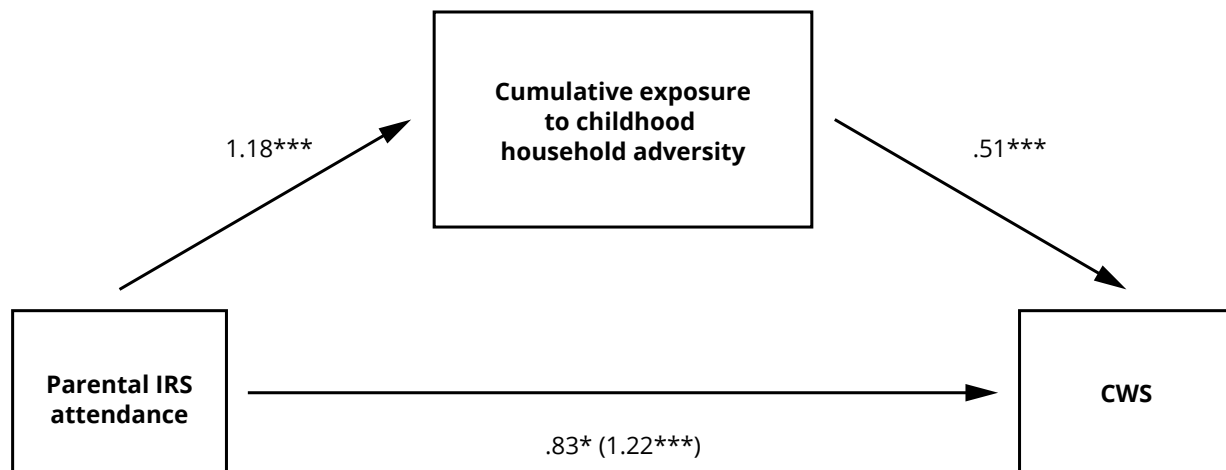 Cumulative exposure
to childhood
household adversity
1.18***
.51***
Parental IRS
attendance
CWS
.83* (1.22***)